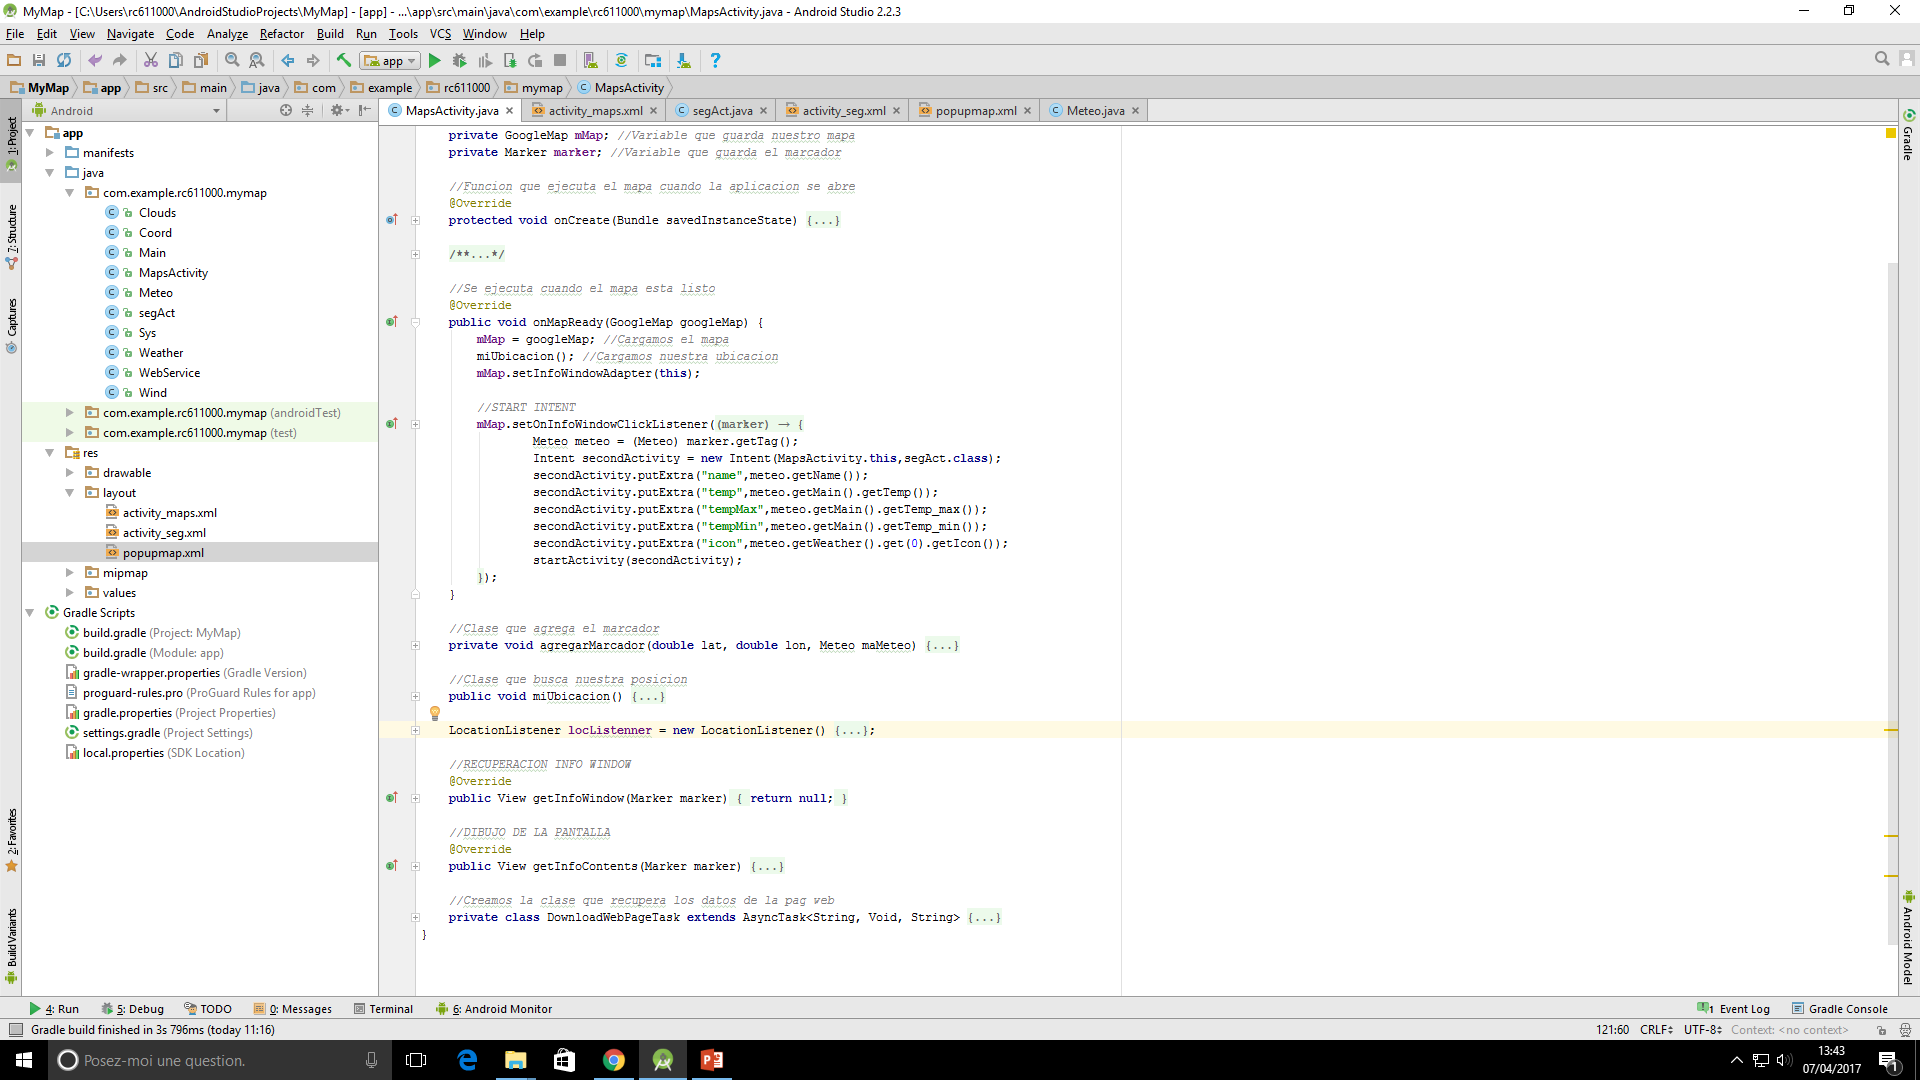 MyMap - [C:\Users\rc611000\AndroidStudioProjects\MyMap] - [app] - ...\app\src\main\java\com\example\rc611000\mymap\MapsActivity.java - Android Studio 2.2.3
File Edit View Navigate Code Analyze Refactor Build Run Tools VCS Window Help
app
MyMap app src main java com example rc611000 mymap MapsActivity
Android
MapsActivity.java activity_maps.xml segAct.java activity_seg.xml popupmap.xml Meteo.java
1: Project
7: Structure
Captures
2: Favorites
Build Variants
app
manifests
java
com.example.rc611000.mymap
Clouds
Coord
Main
MapsActivity
Meteo
segAct
Sys
Weather
WebService
Wind
com.example.rc611000.mymap (androidTest)
com.example.rc611000.mymap (test)
res
drawable
layout
activity_maps.xml
activity_seg.xml
popupmap.xml
mipmap
values
Gradle Scripts
build.gradle (Project: MyMap)
build.gradle (Module: app)
gradle-wrapper.properties (Gradle Version)
proguard-rules.pro (ProGuard Rules for app)
gradle.properties (Project Properties)
settings.gradle (Project Settings)
local.properties (SDK Location)
private GoogleMap mMap; //Variable que guarda nuestro mapa
private Marker marker; //Variable que guarda el marcador
//Funcion que ejecuta el mapa cuando la aplicacion se abre
@Override
protected void onCreate(Bundle savedInstanceState) {...}
/**...*/
//Se ejecuta cuando el mapa esta listo
@Override
public void onMapReady(GoogleMap googleMap) {
mMap = googleMap; //Cargamos el mapa
miUbicacion(); //Cargamos nuestra ubicacion
mMap.setInfoWindowAdapter(this);
//START INTENT
mMap.setOnInfoWindowClickListener((marker) → {
Meteo meteo = (Meteo) marker.getTag();
Intent secondActivity = new Intent(MapsActivity.this,segAct.class);
secondActivity.putExtra("name",meteo.getName());
secondActivity.putExtra("temp",meteo.getMain().getTemp());
secondActivity.putExtra("tempMax",meteo.getMain().getTemp_max());
secondActivity.putExtra("tempMin",meteo.getMain().getTemp_min());
secondActivity.putExtra("icon",meteo.getWeather().get(0).getIcon());
startActivity(secondActivity);
});
}
//Clase que agrega el marcador
private void agregarMarcador(double lat, double lon, Meteo maMeteo) {...}
//Clase que busca nuestra posicion
public void miUbicacion() {...}
LocationListener locListenner = new LocationListener() {...};
//RECUPERACION INFO WINDOW
@Override
public View getInfoWindow(Marker marker) { return null; }
//DIBUJO DE LA PANTALLA
@Override
public View getInfoContents(Marker marker) {...}
//Creamos la clase que recupera los datos de la pag web
private class DownloadWebPageTask extends AsyncTask<String, Void, String> {...}
}
Gradle
Android Model
4: Run 5: Debug TODO 0: Messages Terminal 6: Android Monitor 1 Event Log Gradle Console
Gradle build finished in 3s 796ms (today 11:16) 121:60 CRLF UTF-8 Context: <no context>
Posez-moi une question. 13:43
07/04/2017 1